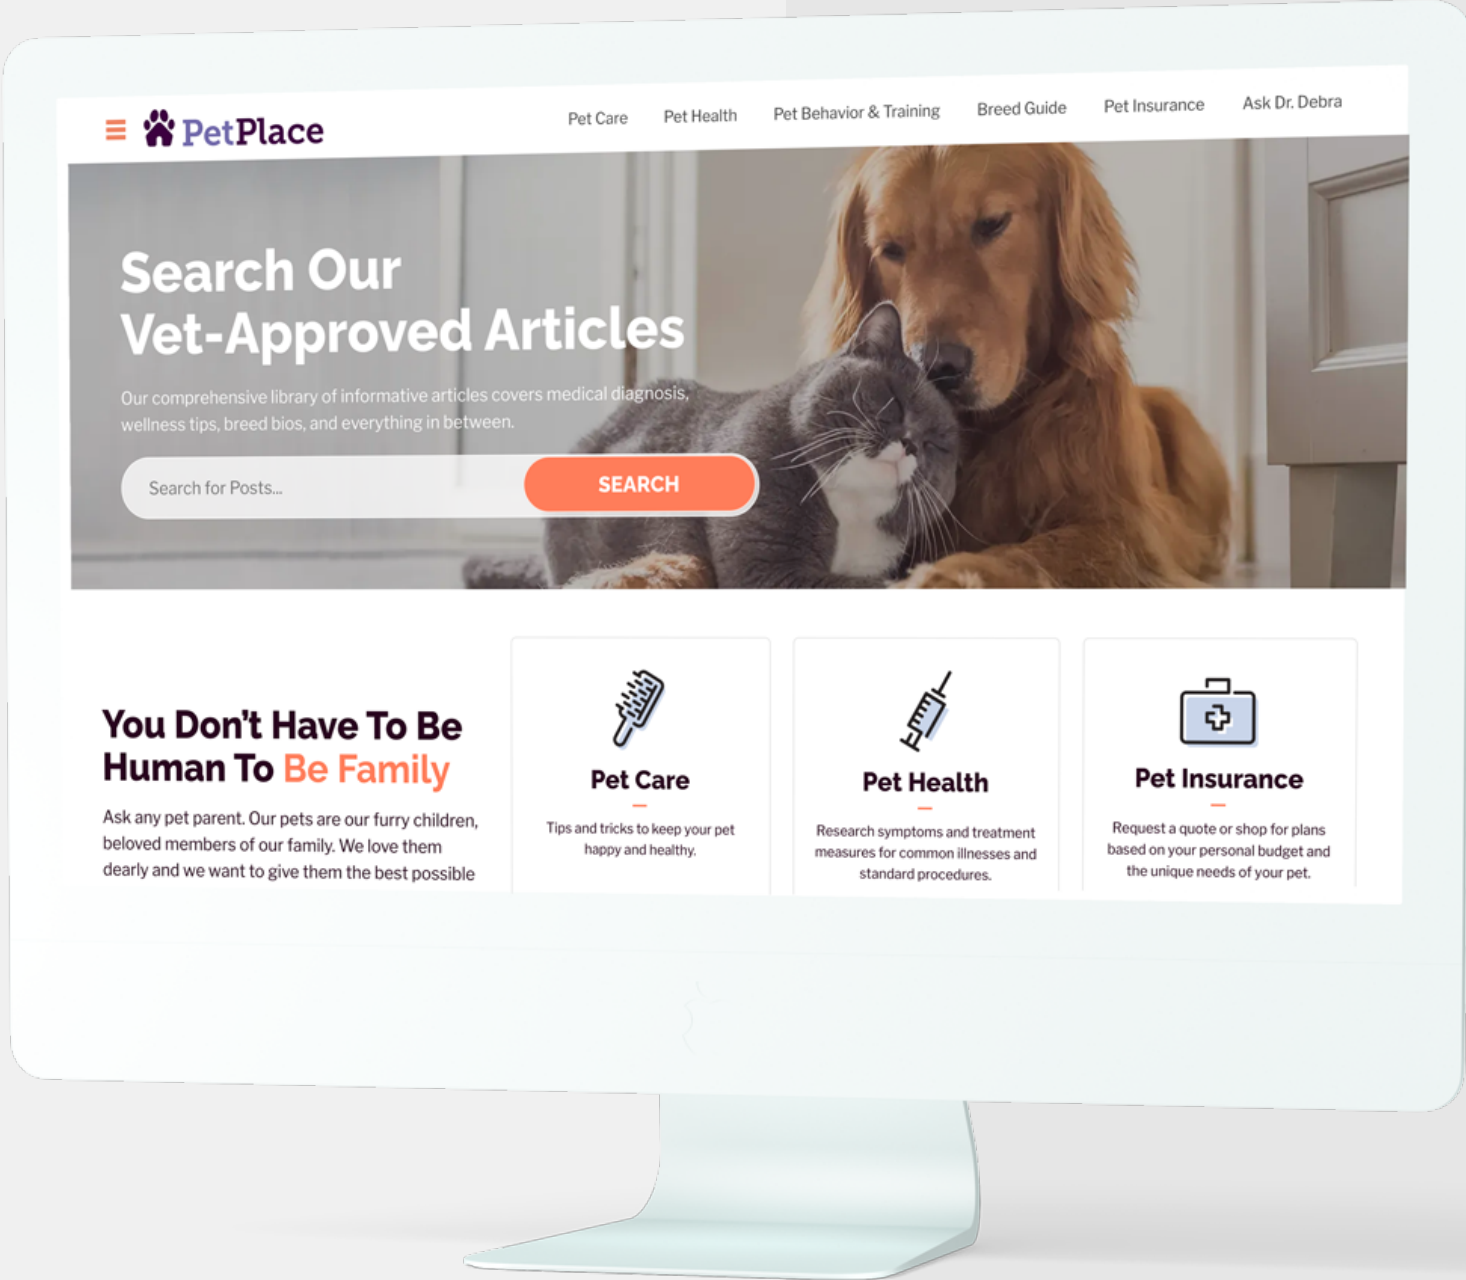 PetPlace
Pet Care
Pet Health
Pet Behavior & Training
Breed Guide
Pet Insurance
Ask Dr. Debra
Search Our
Vet-Approved Articles
Our comprehensive library of informative articles covers medical diagnosis,
wellness tips, breed bios, and everything in between.
Search for Posts...
SEARCH
You Don't Have To Be
Human To Be Family
Ask any pet parent. Our pets are our furry children,
beloved members of our family. We love them
dearly and we want to give them the best possible
Pet Care
Tips and tricks to keep your pet
happy and healthy.
Pet Health
Research symptoms and treatment
measures for common illnesses and
standard procedures.
Pet Insurance
Request a quote or shop for plans
based on your personal budget and
the unique needs of your pet.